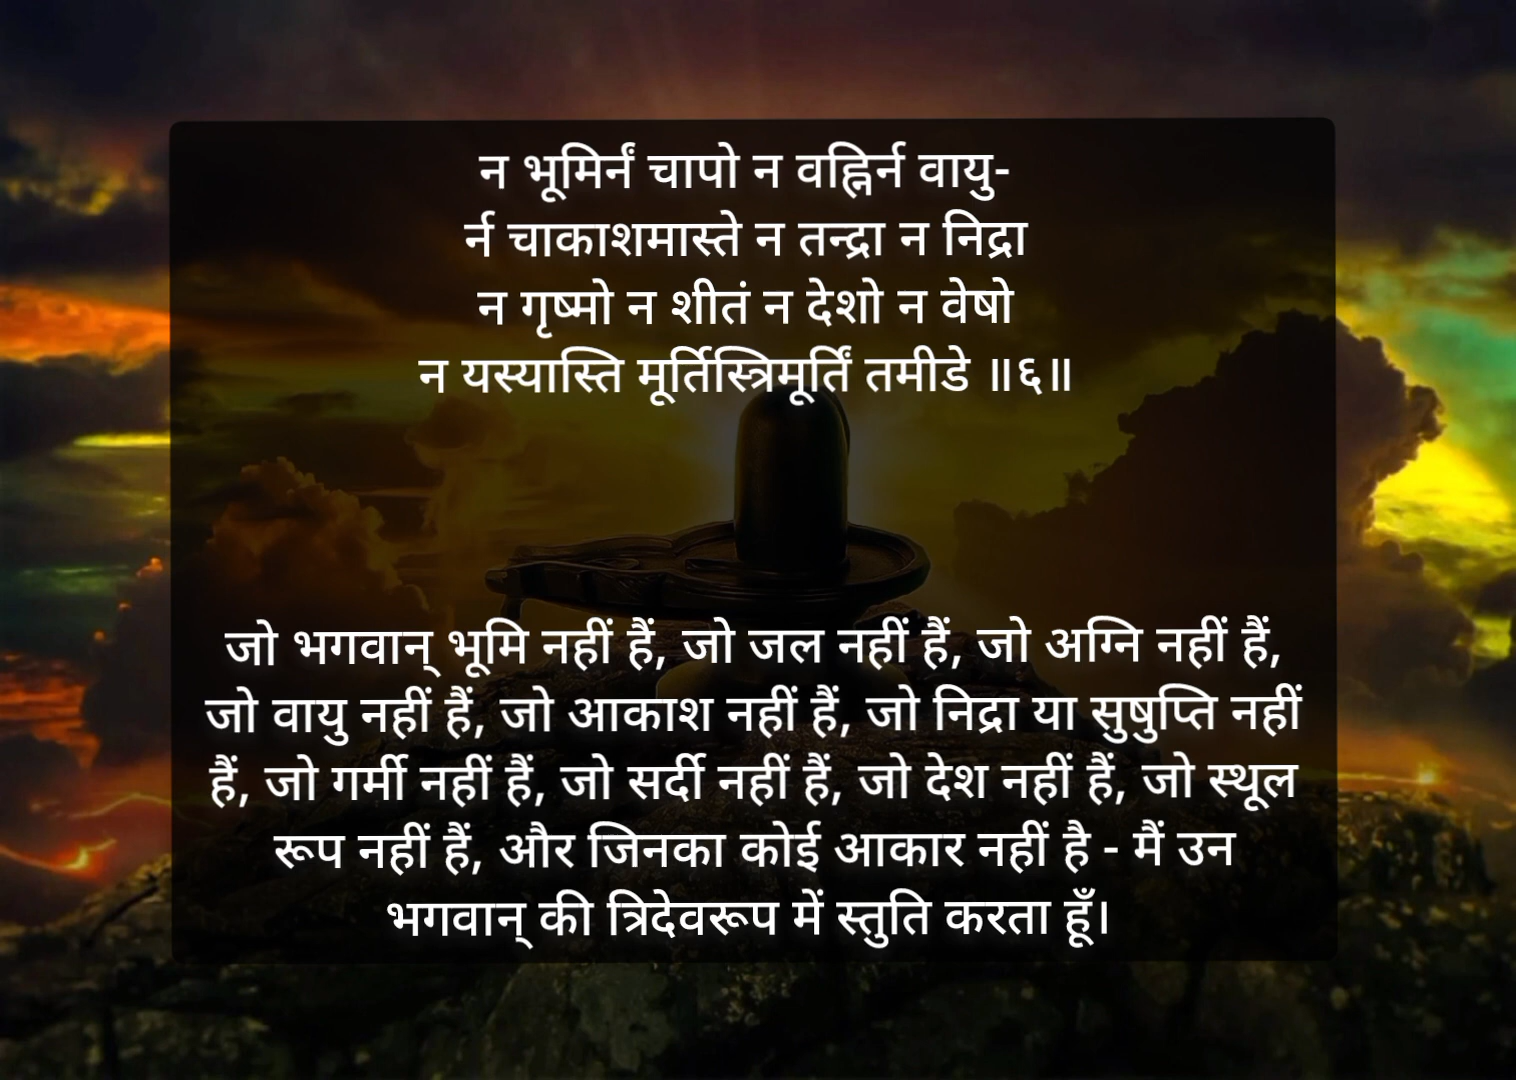 न भूमिर्नं चापो न वह्निर्न वायु-
र्न चाकाशमास्ते न तन्द्रा न निद्रा
न गृष्मो न शीतं न देशो न वेषो
न यस्यास्ति मूर्तिस्त्रिमूर्तिं तमीडे ॥६॥
जो भगवान् भूमि नहीं हैं, जो जल नहीं हैं, जो अग्नि नहीं हैं,
जो वायु नहीं हैं, जो आकाश नहीं हैं, जो निद्रा या सुषुप्ति नहीं
हैं, जो गर्मी नहीं हैं, जो सर्दी नहीं हैं, जो देश नहीं हैं, जो स्थूल
रूप नहीं हैं, और जिनका कोई आकार नहीं है - मैं उन
भगवान् की त्रिदेवरूप में स्तुति करता हूँ।